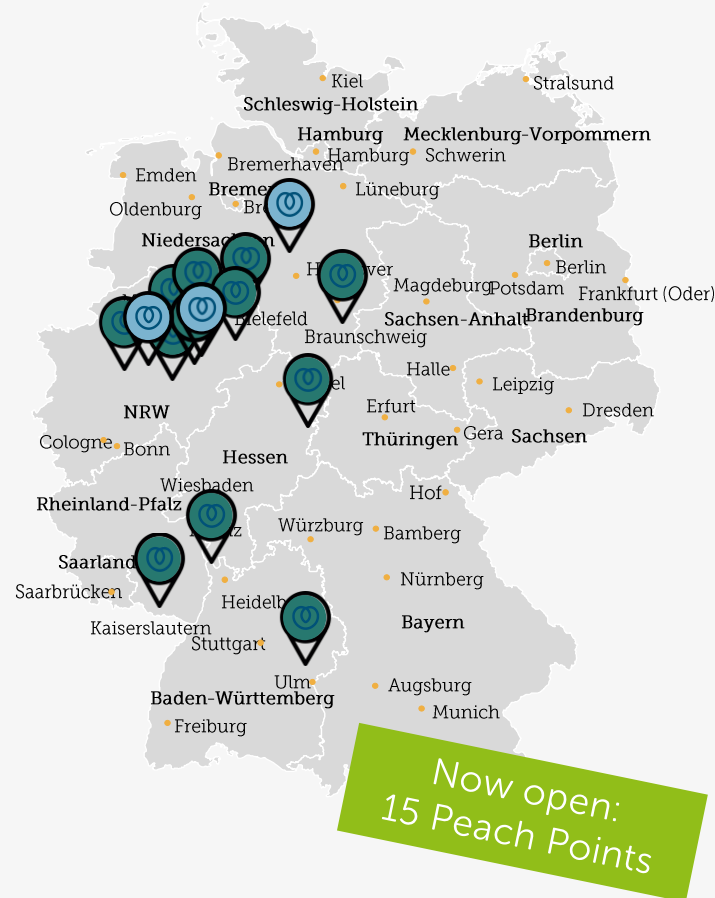 Kiel
Stralsund
Schleswig-Holstein
Hamburg
Mecklenburg-Vorpommern
Hamburg
Schwerin
Bremerhaven
Emden
Lüneburg
Oldenburg
Berlin
Berlin
Magdeburg
Potsdam
Frankfurt (Oder)
Sachsen-Anhalt
Brandenburg
Braunschweig
Halle
Leipzig
Erfurt
Dresden
NRW
Thüringen
Gera
Sachsen
Cologne
Bonn
Hessen
Wiesbaden
Hof
Rheinland-Pfalz
Würzburg
Bamberg
Saarland
Nürnberg
Saarbrücken
Bayern
Kaiserslautern
Stuttgart
Ulm
Augsburg
Baden-Württemberg
Munich
Freiburg
Now open:
15 Peach Points